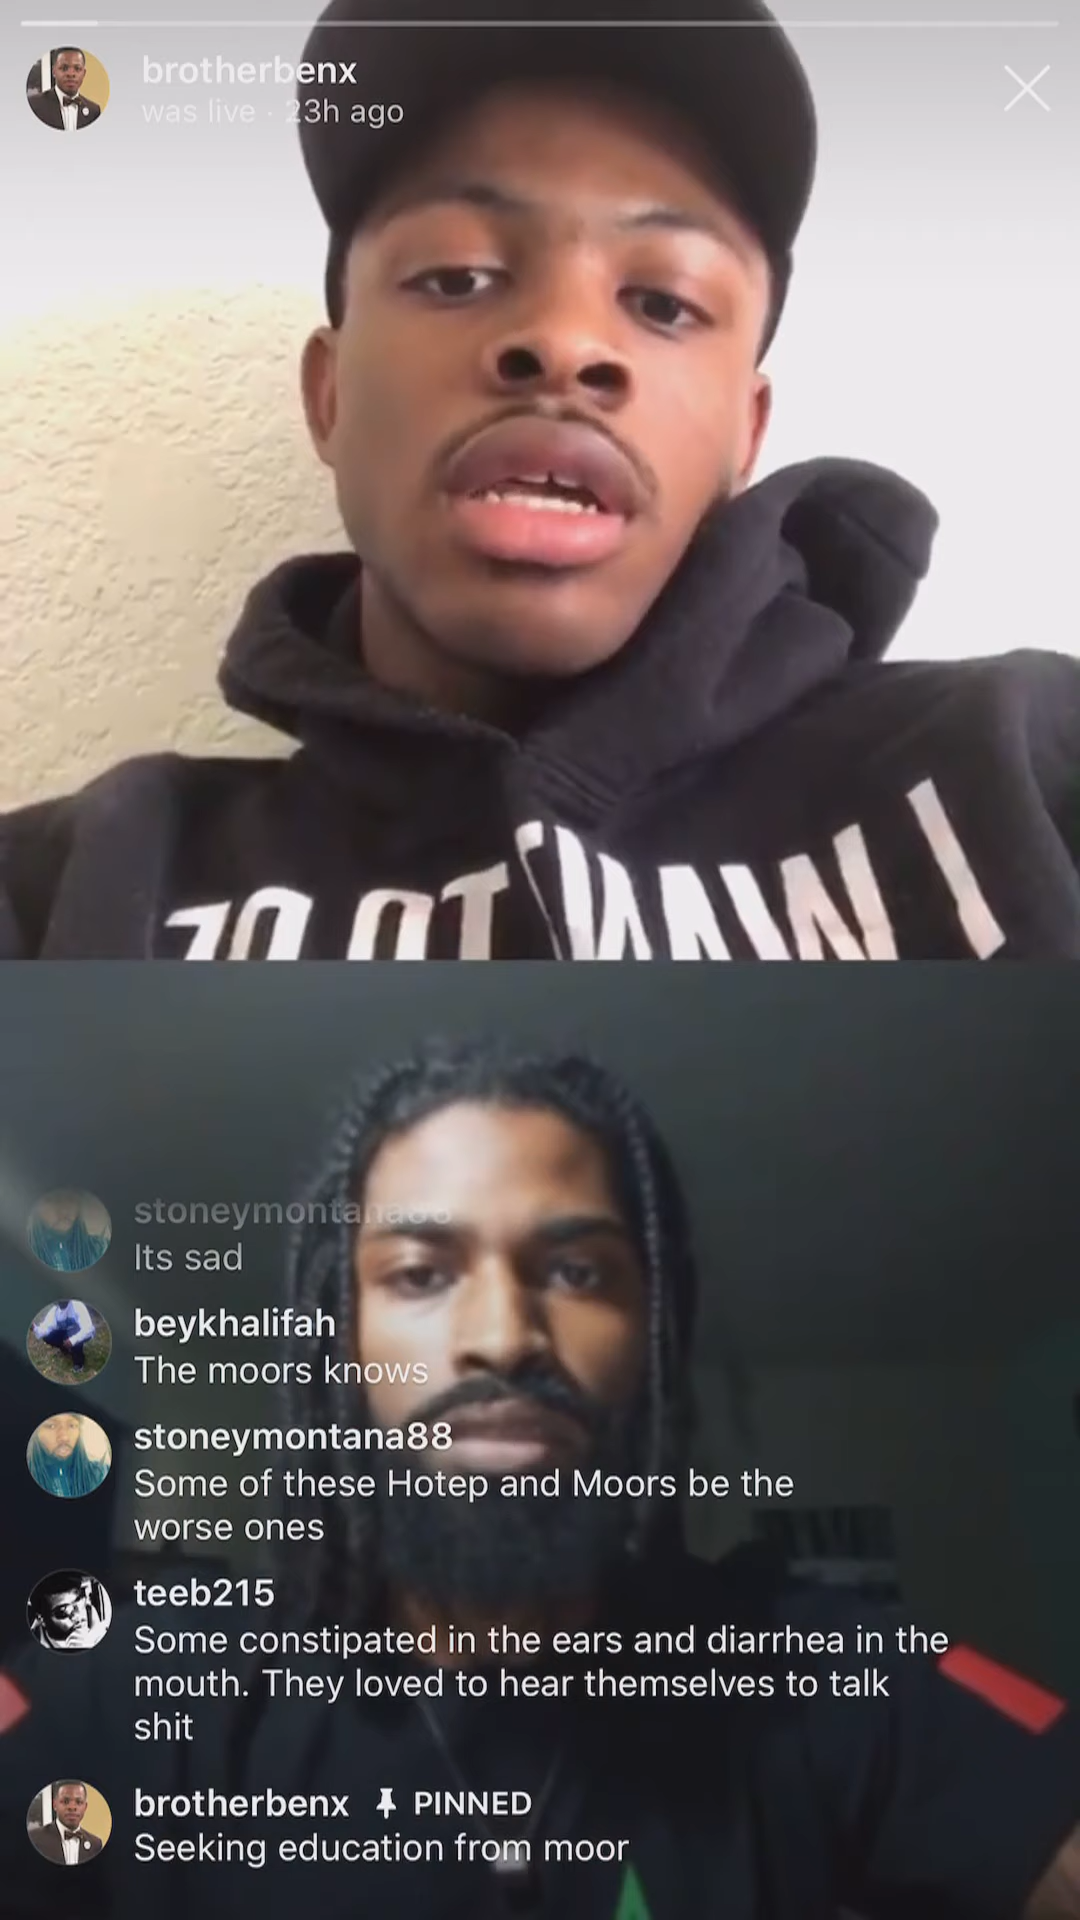 brotherbenx
was live · 23h ago
stoneymontana88
Its sad
beykhalifah
The moors knows
stoneymontana88
Some of these Hotep and Moors be the
worse ones
teeb215
Some constipated in the ears and diarrhea in the
mouth. They loved to hear themselves to talk
shit
brotherbenx PINNED
Seeking education from moor